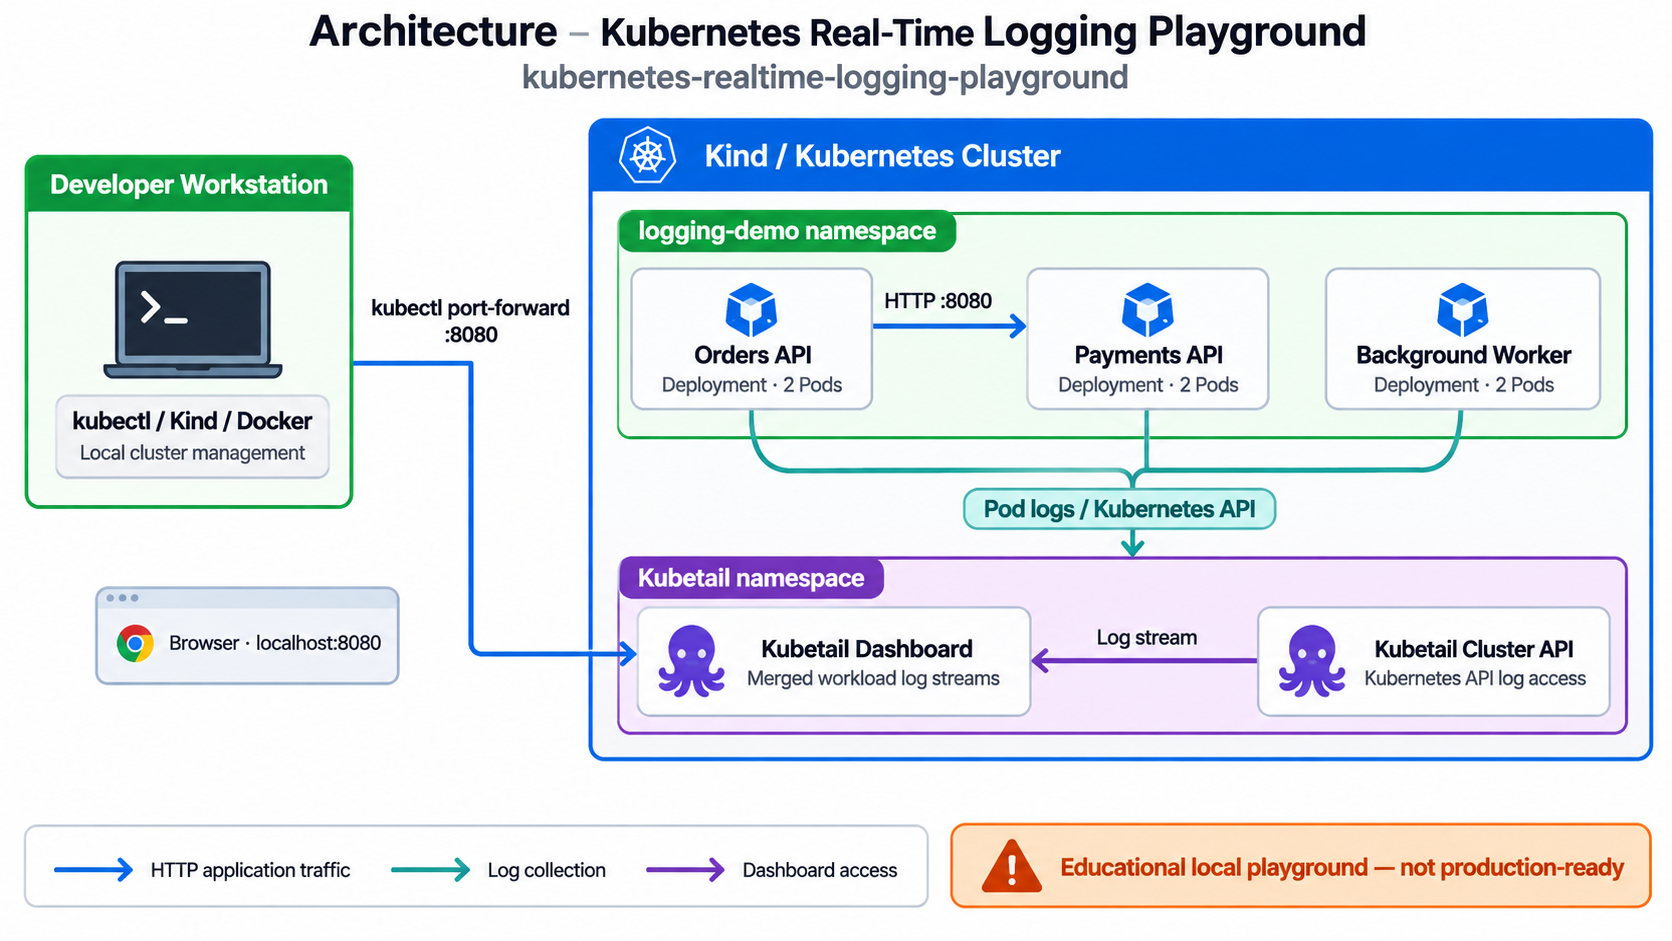 Architecture – Kubernetes Real-Time Logging Playground
kubernetes-realtime-logging-playground
Developer Workstation
kubectl / Kind / Docker
Local cluster management
kubectl port-forward
:8080
Browser · localhost:8080
Kind / Kubernetes Cluster
logging-demo namespace
Orders API
Deployment · 2 Pods
HTTP :8080
Payments API
Deployment · 2 Pods
Background Worker
Deployment · 2 Pods
Pod logs / Kubernetes API
Kubetail namespace
Kubetail Dashboard
Merged workload log streams
Log stream
Kubetail Cluster API
Kubernetes API log access
HTTP application traffic
Log collection
Dashboard access
Educational local playground — not production-ready